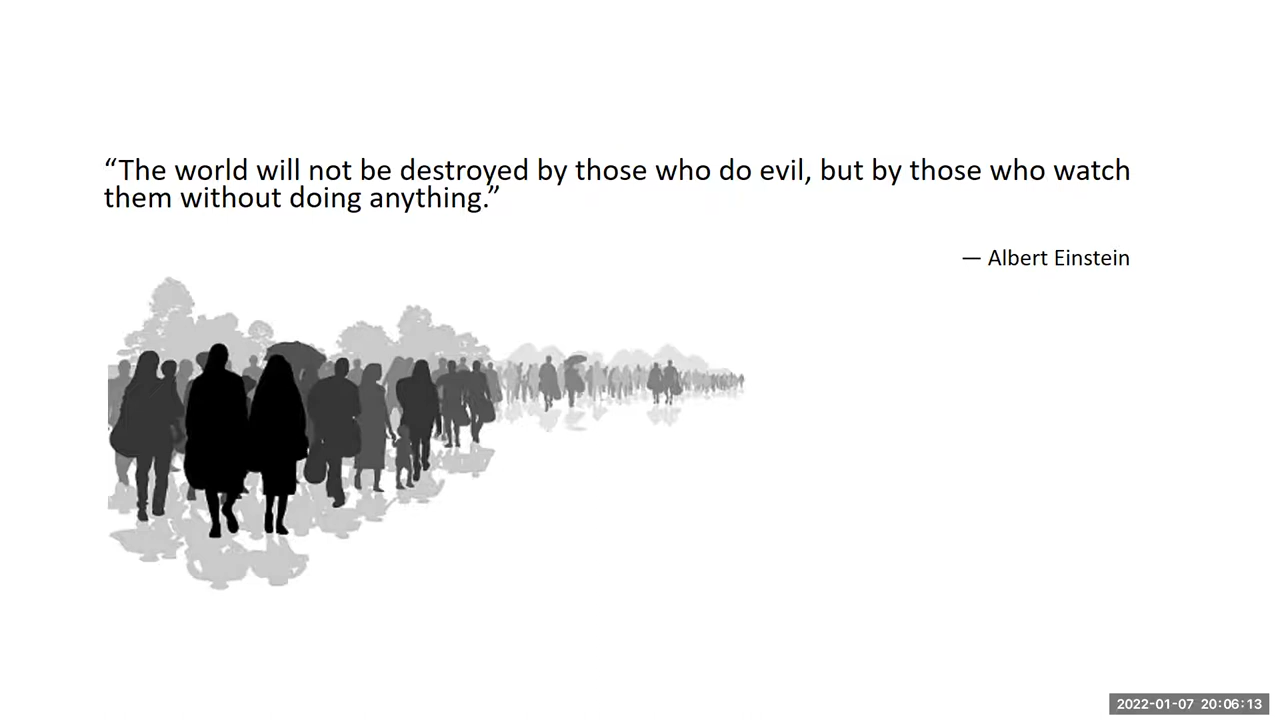 “The world will not be destroyed by those who do evil, but by those who watch
them without doing anything.”
— Albert Einstein
2022-01-07 20:06:13